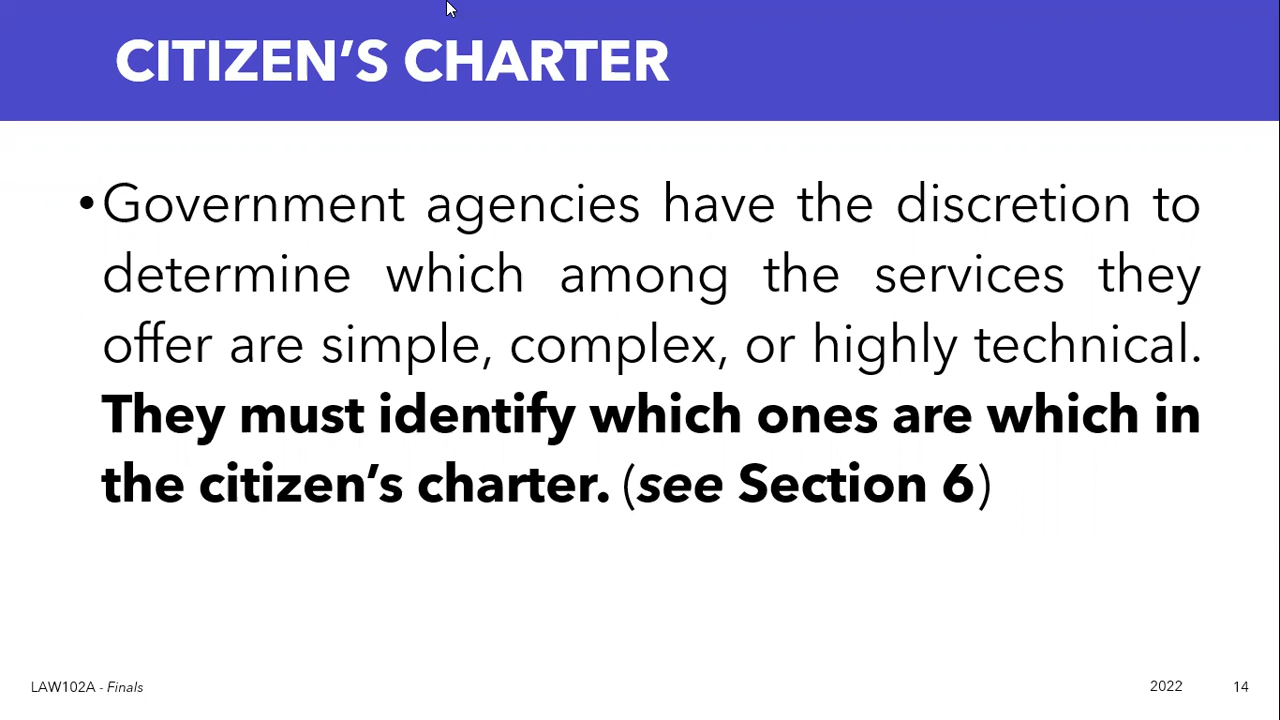 CITIZEN’S CHARTER
•Government agencies have the discretion to
determine which among the services they
offer are simple, complex, or highly technical.
They must identify which ones are which in
the citizen’s charter. (see Section 6)
LAW102A - Finals 2022 14